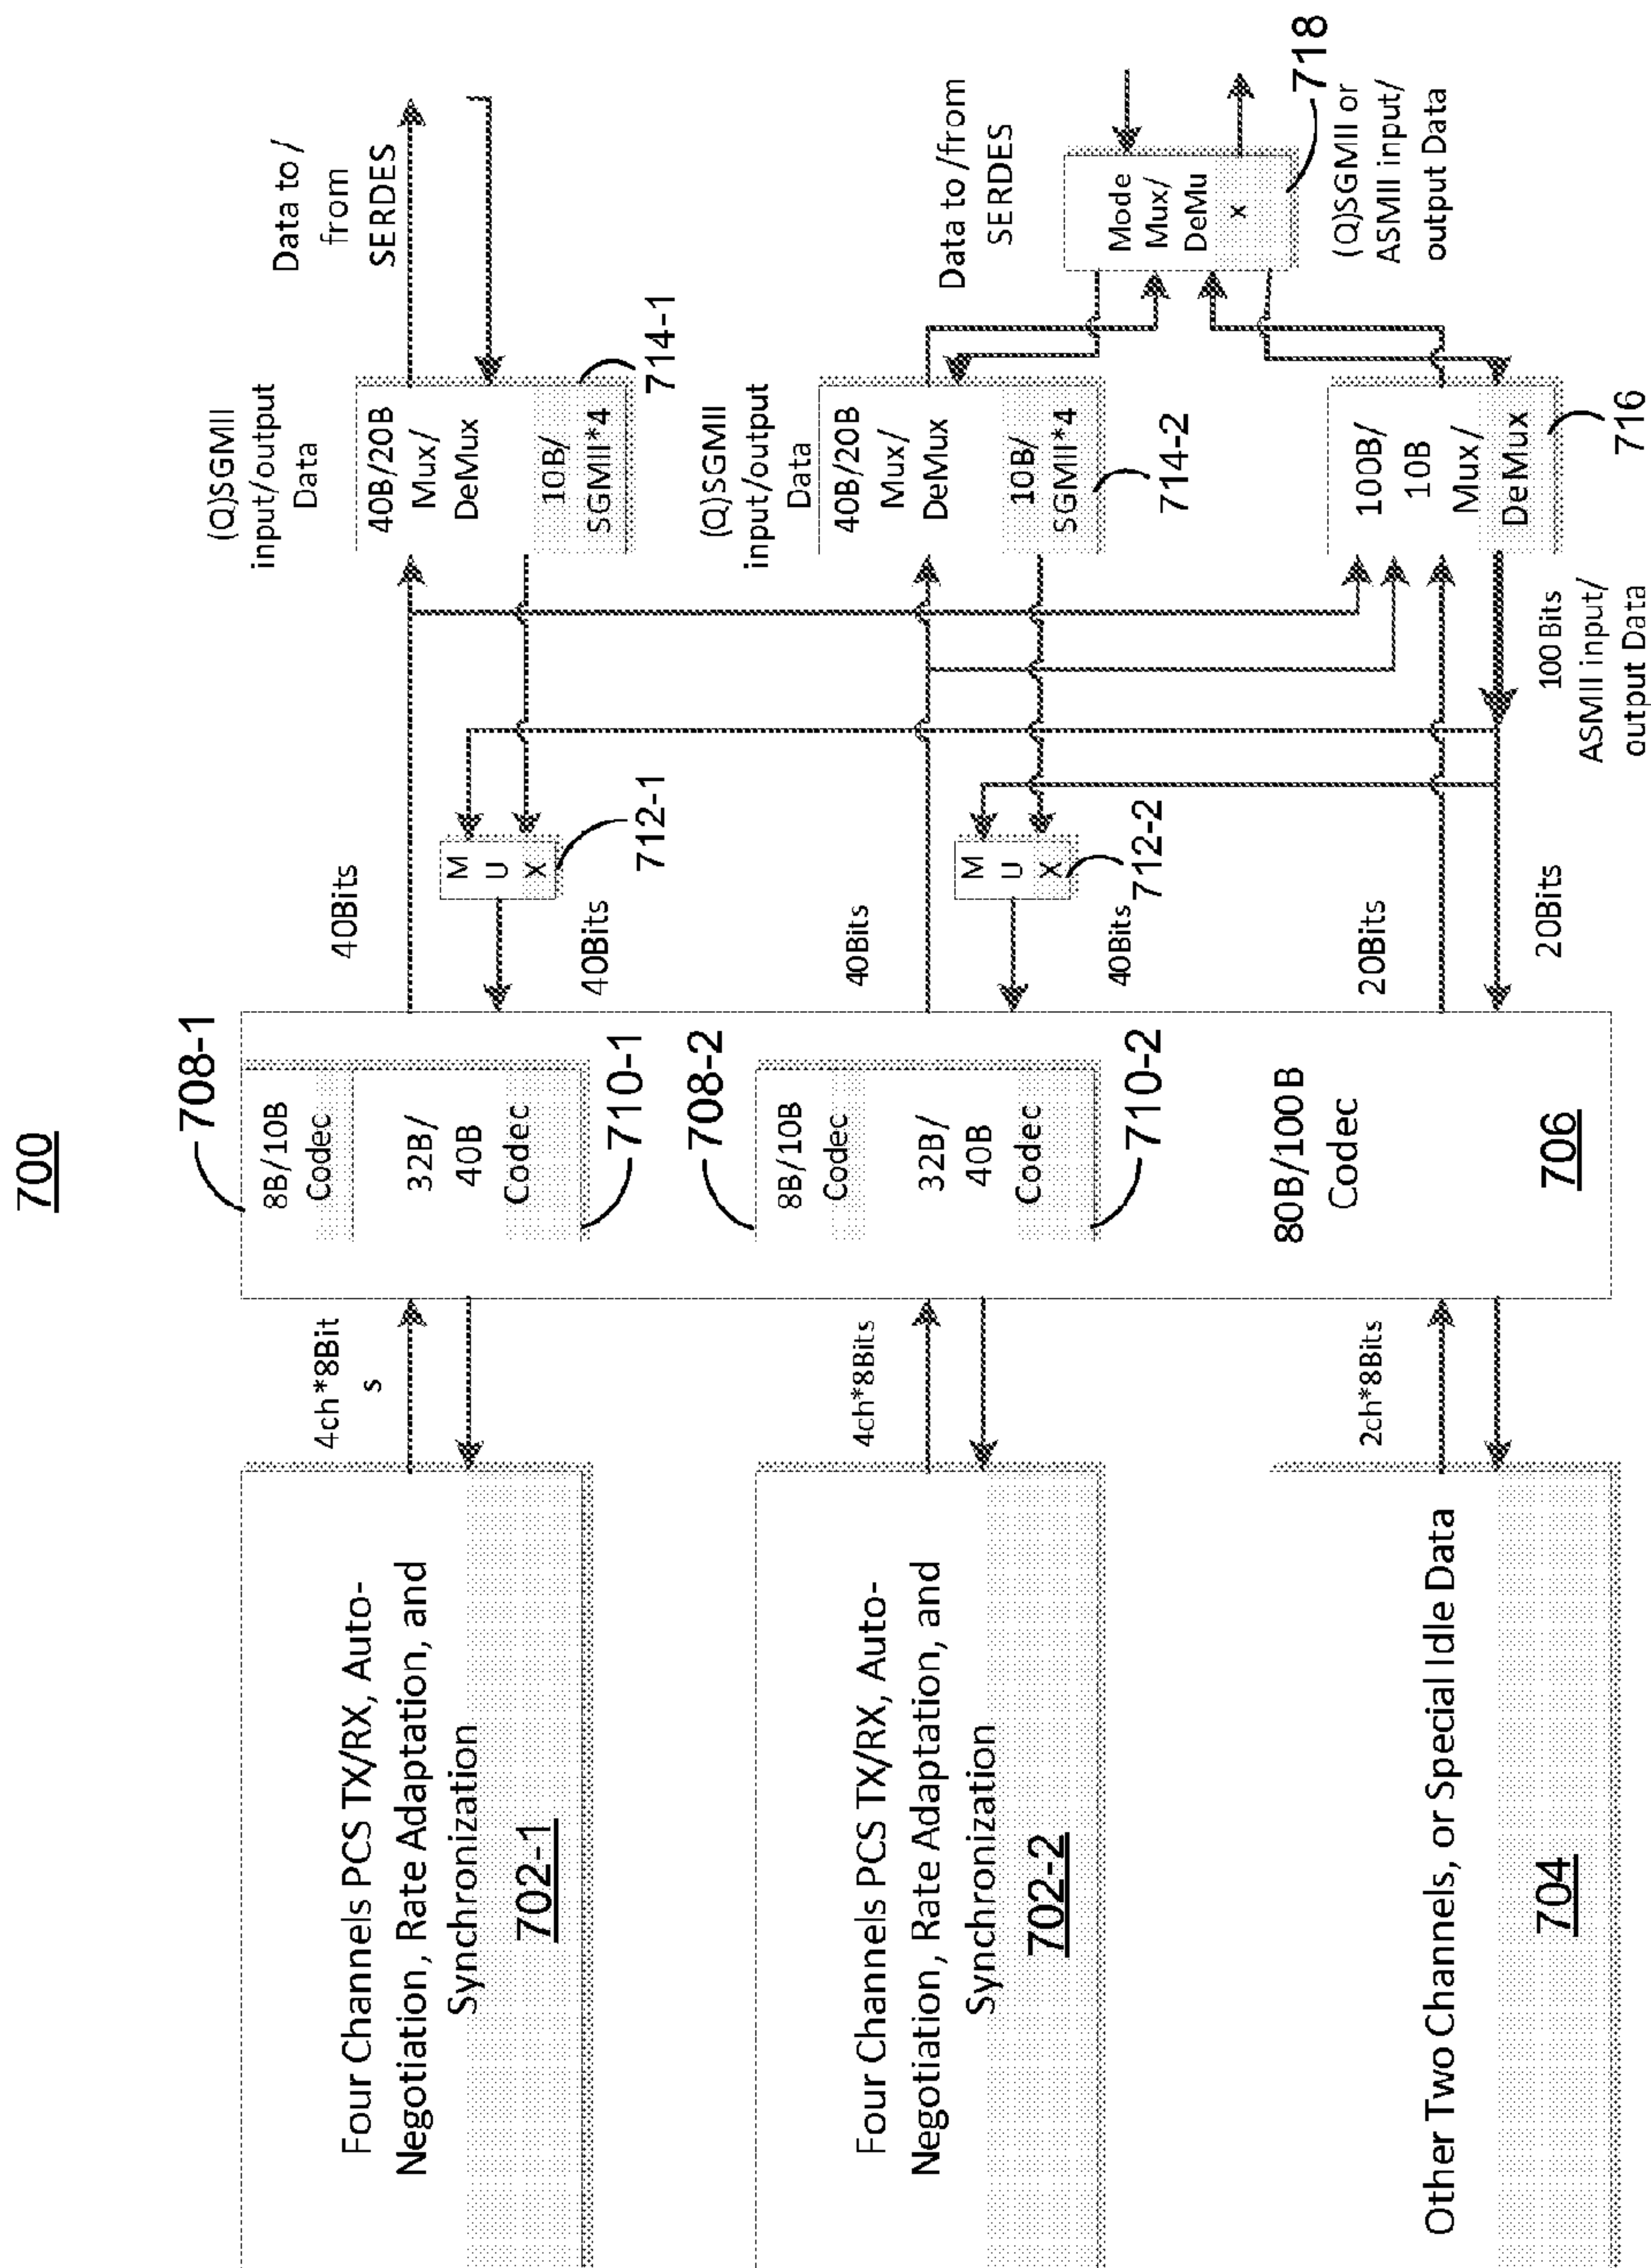 700
Four Channels PCS TX/RX, Auto-
Negotiation, Rate Adaptation, and
Synchronization
702-1
4ch*8Bit
s
708-1
8B/10B
Codec
32B/
40B
Codec
710-1
40Bits
40Bits
M
U
X
712-1
(Q)SGMII
input/output
Data
40B/20B
Mux/
DeMux
10B/
SGMII*4
714-1
Data to /
from
SERDES
Four Channels PCS TX/RX, Auto-
Negotiation, Rate Adaptation, and
Synchronization
702-2
4ch*8Bits
708-2
8B/10B
Codec
32B/
40B
Codec
710-2
40Bits
40Bits
M
U
X
712-2
(Q)SGMII
input/output
Data
40B/20B
Mux/
DeMux
10B/
SGMII*4
714-2
Data to /from
SERDES
Mode
Mux/
DeMu
x
718
(Q)SGMII or
ASMII input/
output Data
Other Two Channels, or Special Idle Data
704
2ch*8Bits
80B/100B
Codec
706
20Bits
20Bits
100B/
10B
Mux/
DeMux
716
100 Bits
ASMII input/
output Data